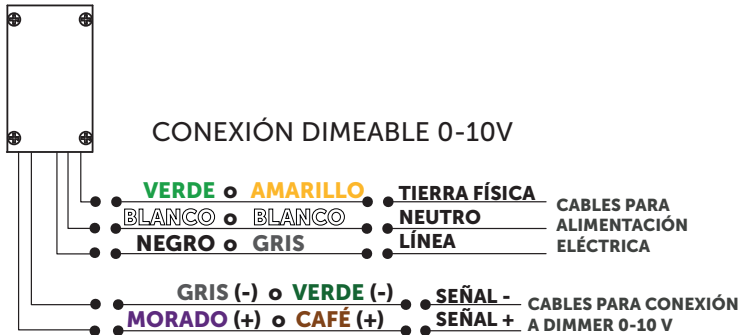 CONEXIÓN DIMEABLE 0-10V
VERDE o AMARILLO TIERRA FÍSICA
BLANCO o BLANCO NEUTRO
NEGRO o GRIS LÍNEA
CABLES PARA
ALIMENTACIÓN
ELÉCTRICA
GRIS (-) o VERDE (-) SEÑAL -
MORADO (+) o CAFÉ (+) SEÑAL +
CABLES PARA CONEXIÓN
A DIMMER 0-10 V